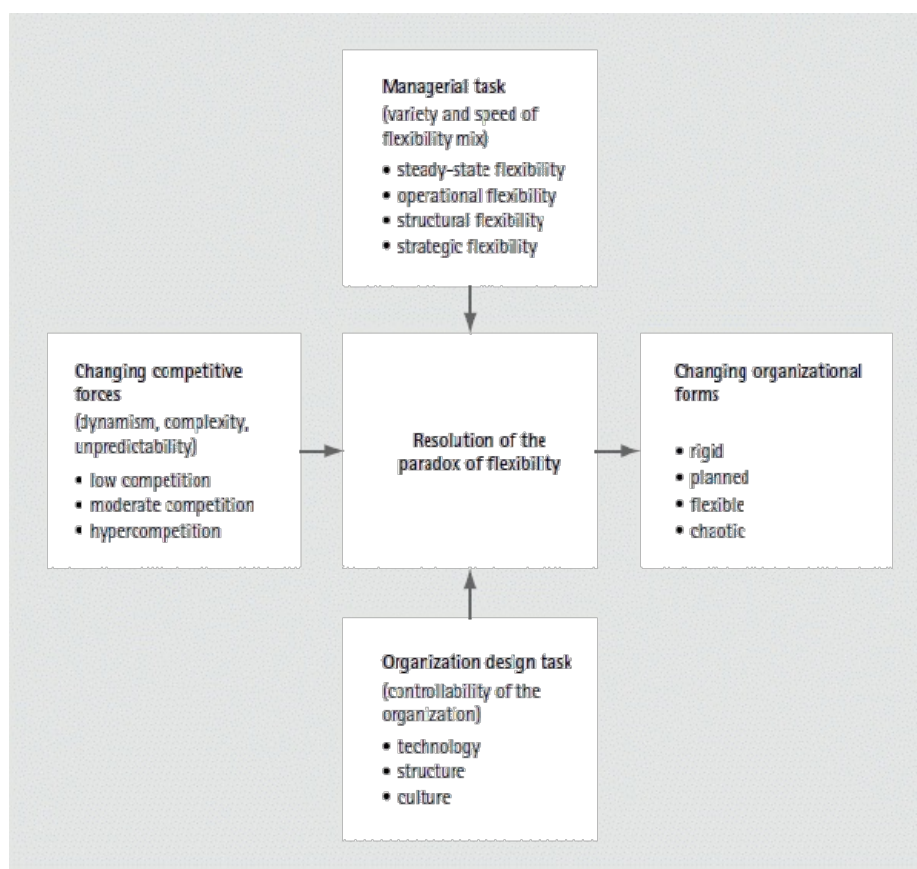 Managerial task
(variety and speed of
flexibility mix)
• steady-state flexibility
• operational flexibility
• structural flexibility
• strategic flexibility
Changing competitive
forces
(dynamism, complexity,
unpredictability)
• low competition
• moderate competition
• hypercompetition
Resolution of the
paradox of flexibility
Changing organizational
forms
• rigid
• planned
• flexible
• chaotic
Organization design task
(controllability of the
organization)
• technology
• structure
• culture